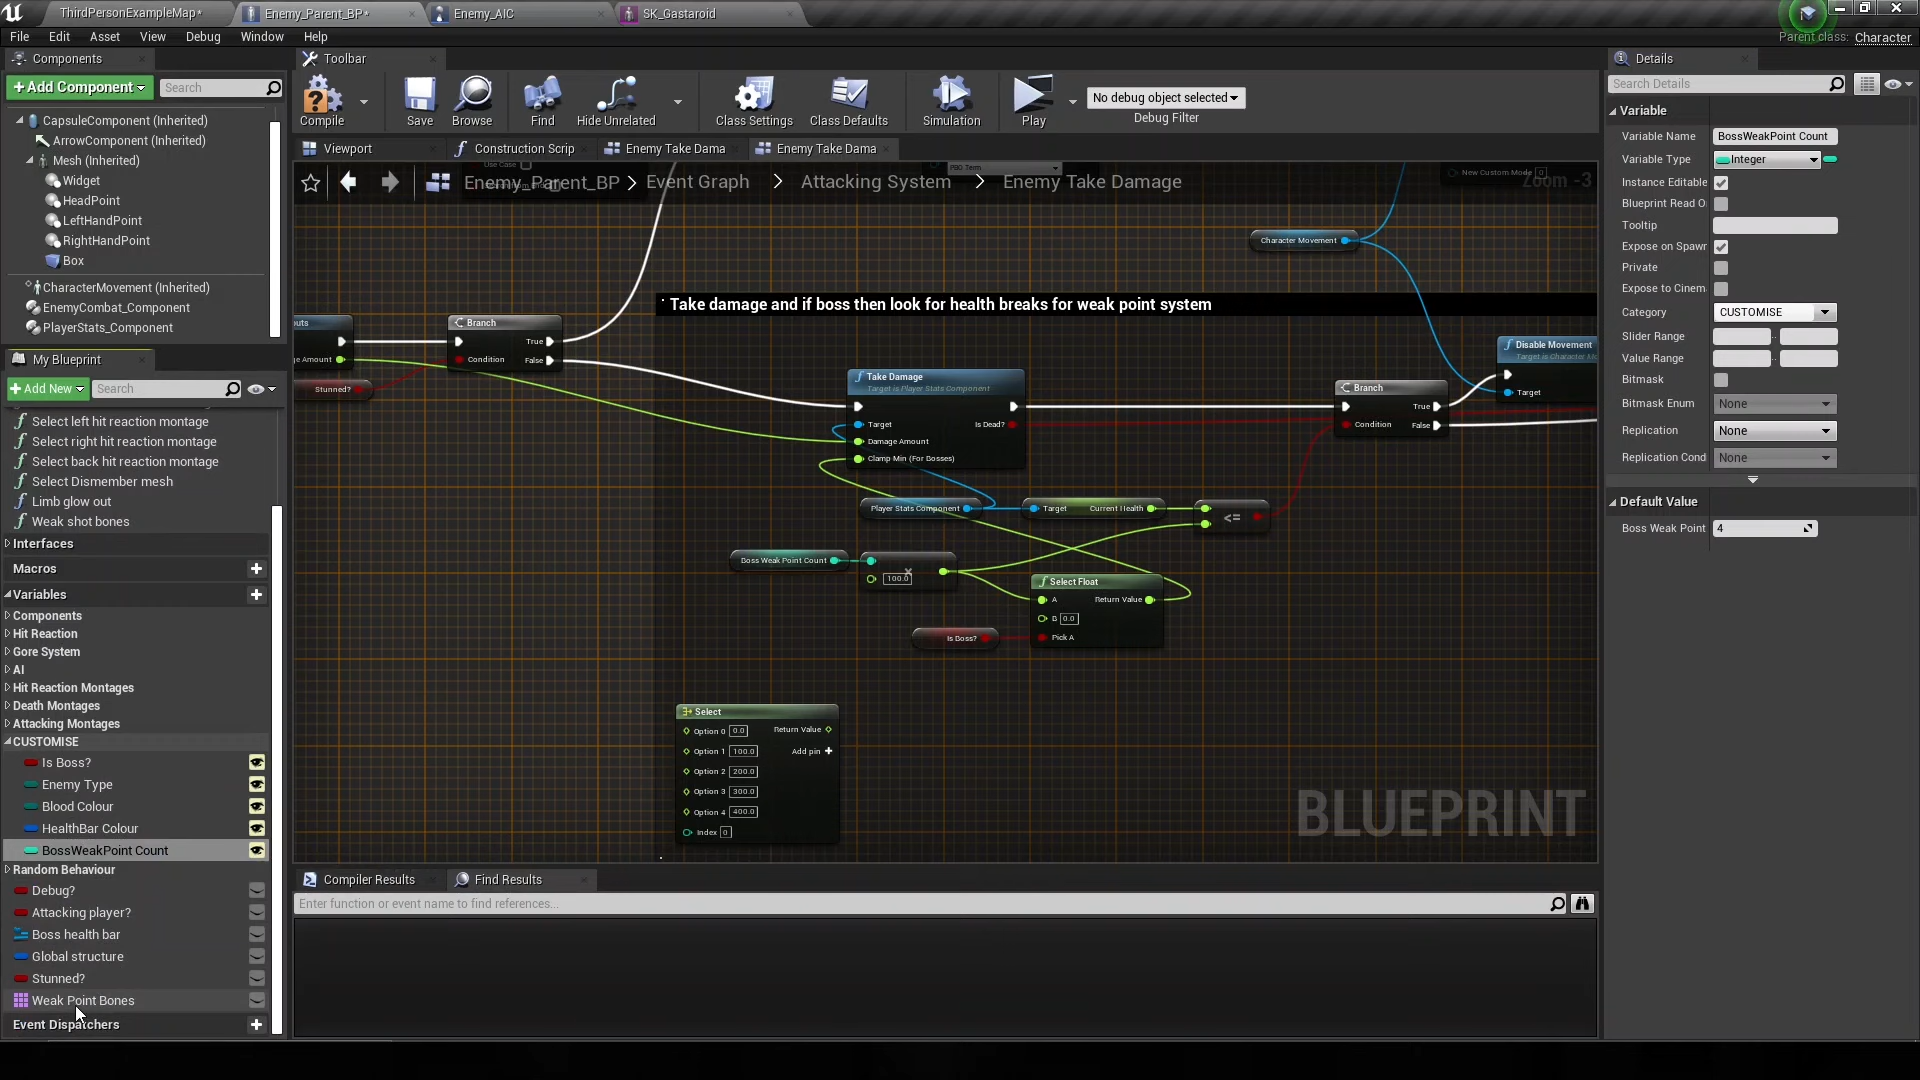 ThirdPersonExampleMap*
Enemy_Parent_BP*
Enemy_AIC
SK_Gastaroid
File Edit Asset View Debug Window Help
Parent class: Character
Components
+Add Component
Search
CapsuleComponent (Inherited)
ArrowComponent (Inherited)
Mesh (Inherited)
Widget
HeadPoint
LeftHandPoint
RightHandPoint
Box
CharacterMovement (Inherited)
EnemyCombat_Component
PlayerStats_Component
My Blueprint
+Add New
Search
Select left hit reaction montage
Select right hit reaction montage
Select back hit reaction montage
Select Dismember mesh
Limb glow out
Weak shot bones
Interfaces
Macros
Variables
Components
Hit Reaction
Gore System
AI
Hit Reaction Montages
Death Montages
Attacking Montages
CUSTOMISE
Is Boss?
Enemy Type
Blood Colour
HealthBar Colour
BossWeakPoint Count
Random Behaviour
Debug?
Attacking player?
Boss health bar
Global structure
Stunned?
Weak Point Bones
Event Dispatchers
Toolbar
Compile
Save
Browse
Find
Hide Unrelated
Class Settings
Class Defaults
Simulation
Play
No debug object selected
Debug Filter
Viewport
Construction Scrip
Enemy Take Dama
Enemy Take Dama
Enemy_Parent_BP > Event Graph > Attacking System > Enemy Take Damage
Zoom -3
Use Case
New Custom Mode 0
Character Movement
Take damage and if boss then look for health breaks for weak point system
uts
ge Amount
Stunned?
Branch
True
Condition
False
Take Damage
Target is Player Stats Component
Target
Is Dead?
Damage Amount
Clamp Min (For Bosses)
Branch
True
Condition
False
Disable Movement
Target is Character M
Target
Player Stats Component
Target Current Health
<=
Boss Weak Point Count
×
100.0
Select Float
A Return Value
B 0.0
Pick A
Is Boss?
Select
Option 0 0.0 Return Value
Option 1 100.0 Add pin +
Option 2 200.0
Option 3 300.0
Option 4 400.0
Index 0
BLUEPRINT
Compiler Results
Find Results
Enter function or event name to find references...
Details
Search Details
Variable
Variable Name BossWeakPoint Count
Variable Type Integer
Instance Editable
Blueprint Read O
Tooltip
Expose on Spawr
Private
Expose to Cinem
Category CUSTOMISE
Slider Range
Value Range
Bitmask
Bitmask Enum None
Replication None
Replication Cond None
Default Value
Boss Weak Point 4